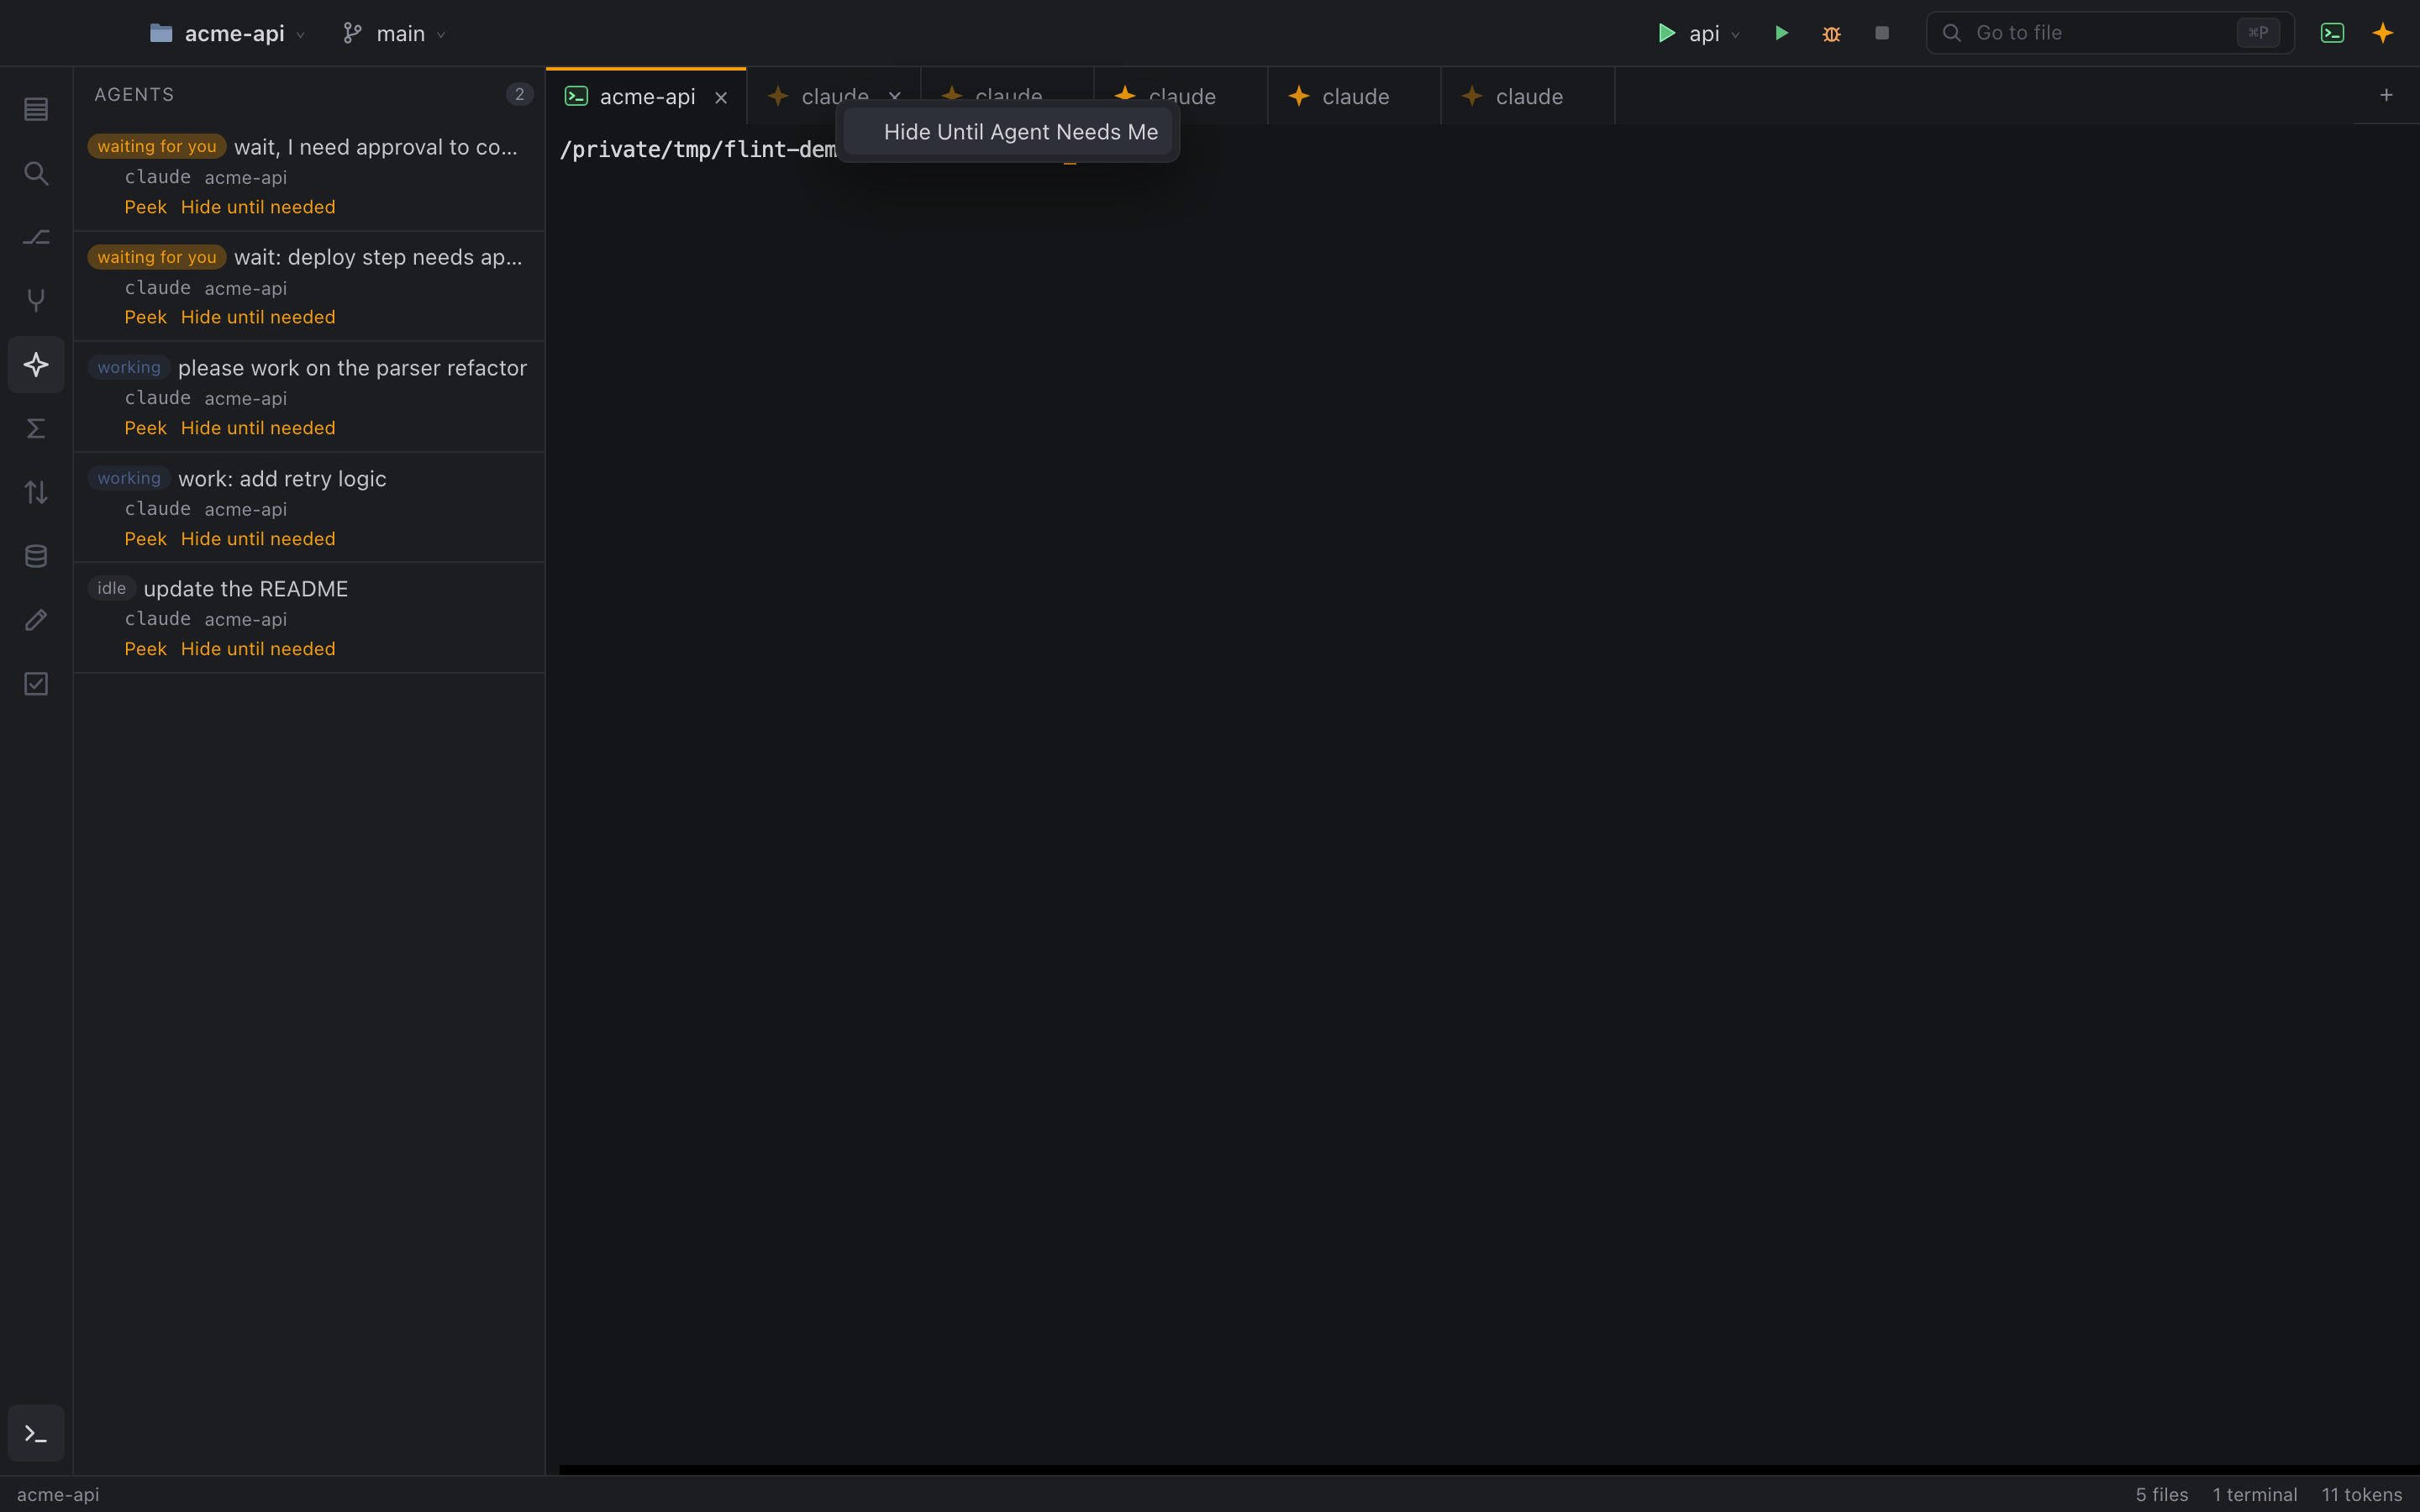 acme-api main api Go to file ⌘P
AGENTS 2
acme-api claude claude claude claude claude
Hide Until Agent Needs Me
/private/tmp/flint-dem
waiting for you wait, I need approval to co...
claude acme-api
Peek Hide until needed
waiting for you wait: deploy step needs ap...
claude acme-api
Peek Hide until needed
working please work on the parser refactor
claude acme-api
Peek Hide until needed
working work: add retry logic
claude acme-api
Peek Hide until needed
idle update the README
claude acme-api
Peek Hide until needed
acme-api 5 files 1 terminal 11 tokens